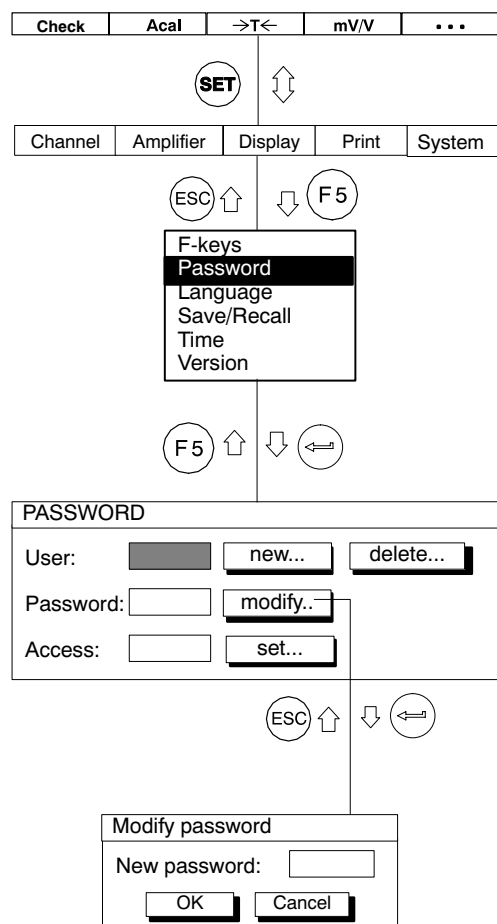 Check Acal →T← mV/V ...
SET
Channel Amplifier Display Print System
ESC F5
F-keys
Password
Language
Save/Recall
Time
Version
F5
PASSWORD
User: new... delete...
Password: modify..
Access: set...
ESC
Modify password
New password:
OK Cancel